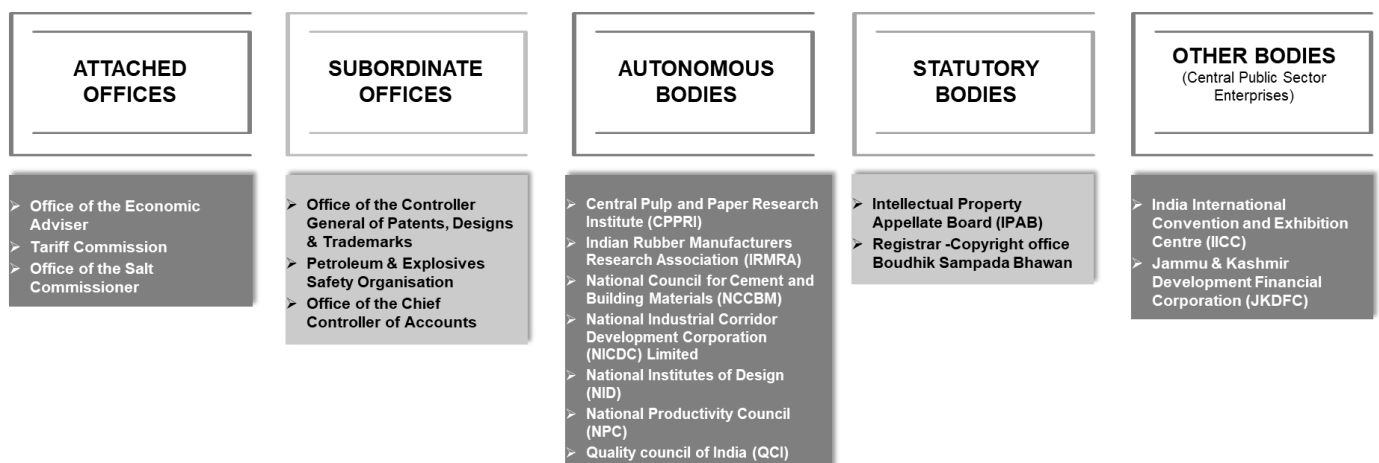 ATTACHED
OFFICES
➢ Office of the Economic
Adviser
➢ Tariff Commission
➢ Office of the Salt
Commissioner
SUBORDINATE
OFFICES
➢ Office of the Controller
General of Patents, Designs
& Trademarks
➢ Petroleum & Explosives
Safety Organisation
➢ Office of the Chief
Controller of Accounts
AUTONOMOUS
BODIES
➢ Central Pulp and Paper Research
Institute (CPPRI)
➢ Indian Rubber Manufacturers
Research Association (IRMRA)
➢ National Council for Cement and
Building Materials (NCCBM)
➢ National Industrial Corridor
Development Corporation
(NICDC) Limited
➢ National Institutes of Design
(NID)
➢ National Productivity Council
(NPC)
➢ Quality council of India (QCI)
STATUTORY
BODIES
➢ Intellectual Property
Appellate Board (IPAB)
➢ Registrar -Copyright office
Boudhik Sampada Bhawan
OTHER BODIES
(Central Public Sector
Enterprises)
➢ India International
Convention and Exhibition
Centre (IICC)
➢ Jammu & Kashmir
Development Financial
Corporation (JKDFC)